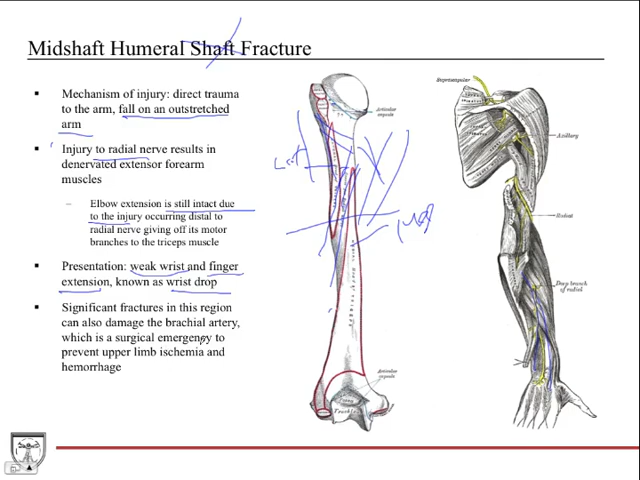 Midshaft Humeral Shaft Fracture
Mechanism of injury: direct trauma
to the arm, fall on an outstretched
arm
Injury to radial nerve results in
denervated extensor forearm
muscles
Elbow extension is still intact due
to the injury occurring distal to
radial nerve giving off its motor
branches to the triceps muscle
Presentation: weak wrist and finger
extension, known as wrist drop
Significant fractures in this region
can also damage the brachial artery,
which is a surgical emergency to
prevent upper limb ischemia and
hemorrhage
Articular
capsule
Articular
capsule
Trochlea
Suprascapular
Axillary
Radial
Deep branch
of radial